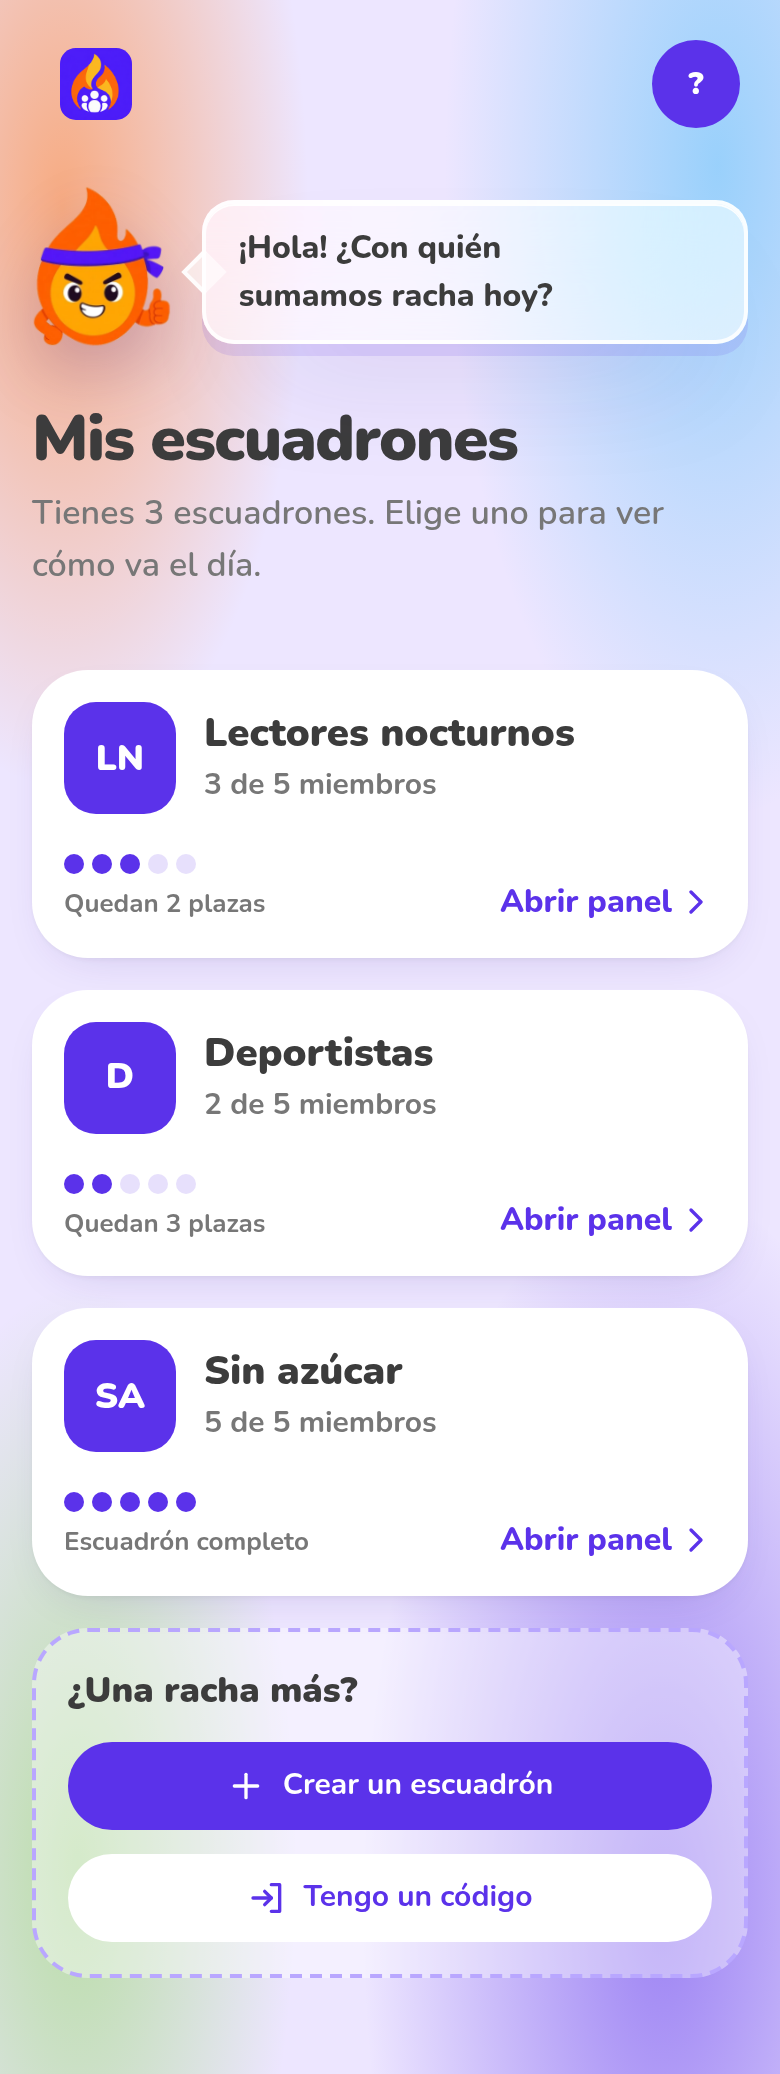 ?
¡Hola! ¿Con quién
sumamos racha hoy?
Mis escuadrones
Tienes 3 escuadrones. Elige uno para ver
cómo va el día.
LN
Lectores nocturnos
3 de 5 miembros
Quedan 2 plazas
Abrir panel
D
Deportistas
2 de 5 miembros
Quedan 3 plazas
Abrir panel
SA
Sin azúcar
5 de 5 miembros
Escuadrón completo
Abrir panel
¿Una racha más?
Crear un escuadrón
Tengo un código